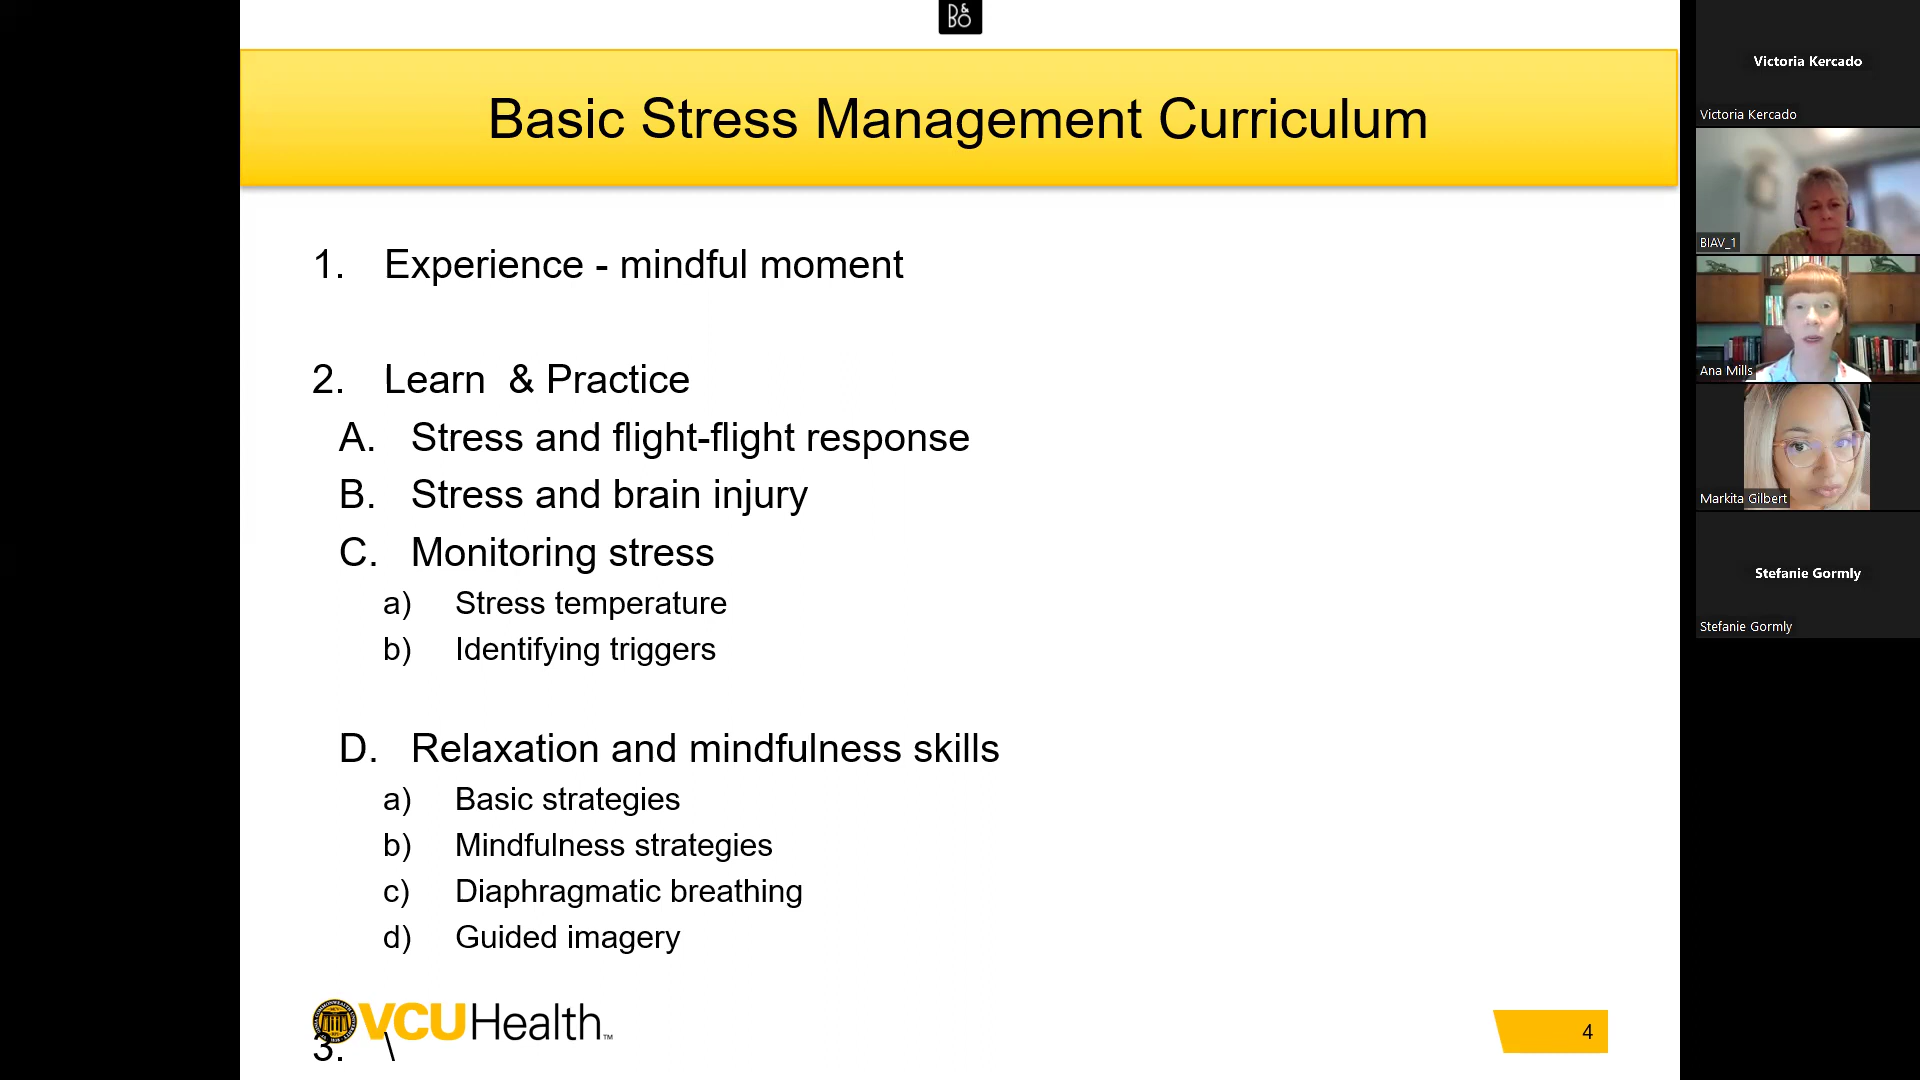 B&O
Basic Stress Management Curriculum
1. Experience - mindful moment
2. Learn & Practice
A. Stress and flight-flight response
B. Stress and brain injury
C. Monitoring stress
a) Stress temperature
b) Identifying triggers
D. Relaxation and mindfulness skills
a) Basic strategies
b) Mindfulness strategies
c) Diaphragmatic breathing
d) Guided imagery
VCUHealth™
3. \
4
Victoria Kercado
Victoria Kercado
BIAV_1
Ana Mills
Markita Gilbert
Stefanie Gormly
Stefanie Gormly